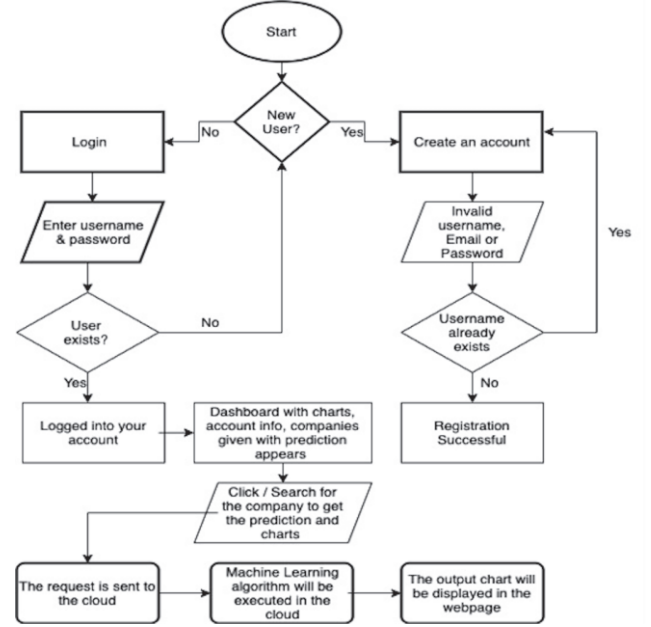 Start
New
User?
No
Yes
Login
Create an account
Enter username
& password
Invalid
username,
Email or
Password
Yes
User
exists?
No
Username
already
exists
Yes
No
Logged into your
account
Dashboard with charts,
account info, companies
given with prediction
appears
Registration
Successful
Click / Search for
the company to get
the prediction and
charts
The request is sent to
the cloud
Machine Learning
algorithm will be
executed in the
cloud
The output chart will
be displayed in the
webpage